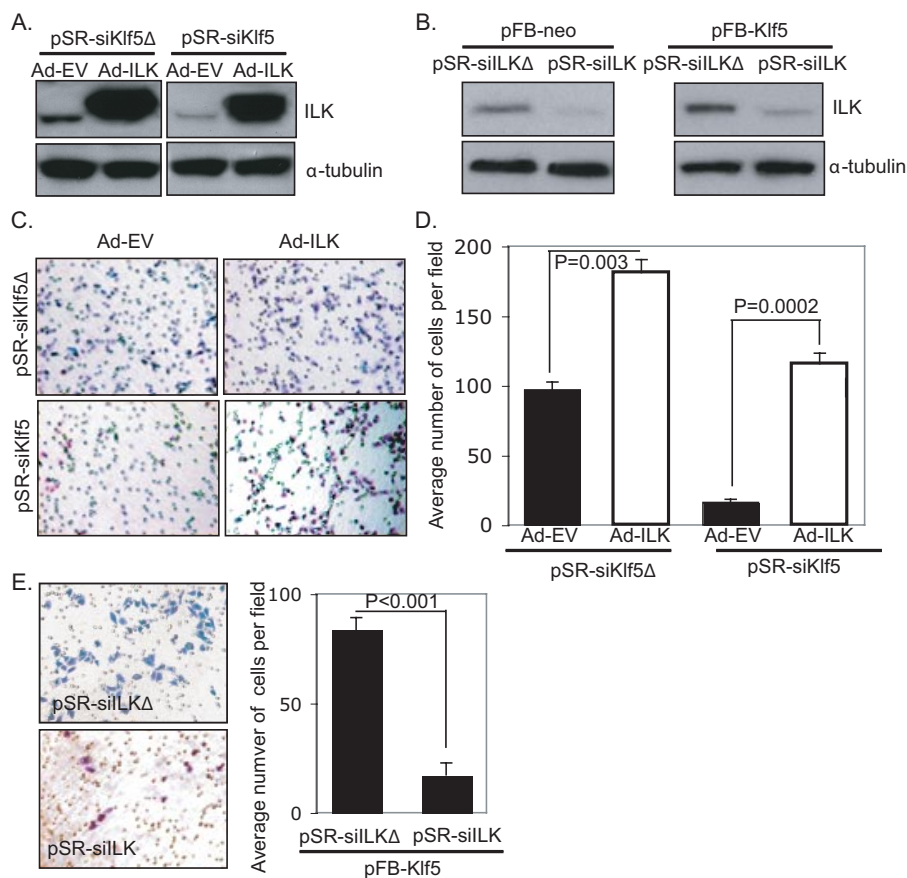 A.
pSR-siKlf5Δ pSR-siKlf5
Ad-EV Ad-ILK Ad-EV Ad-ILK
ILK
α-tubulin
B.
pFB-neo pFB-Klf5
pSR-siILKΔ pSR-siILK pSR-siILKΔ pSR-siILK
ILK
α-tubulin
C.
Ad-EV Ad-ILK
pSR-siKlf5Δ
pSR-siKlf5
D.
Average number of cells per field
200
150
100
50
0
P=0.003
P=0.0002
Ad-EV Ad-ILK Ad-EV Ad-ILK
pSR-siKlf5Δ pSR-siKlf5
E.
pSR-siILKΔ
pSR-siILK
Average numver of cells per field
100
50
0
P<0.001
pSR-siILKΔ pSR-siILK
pFB-Klf5